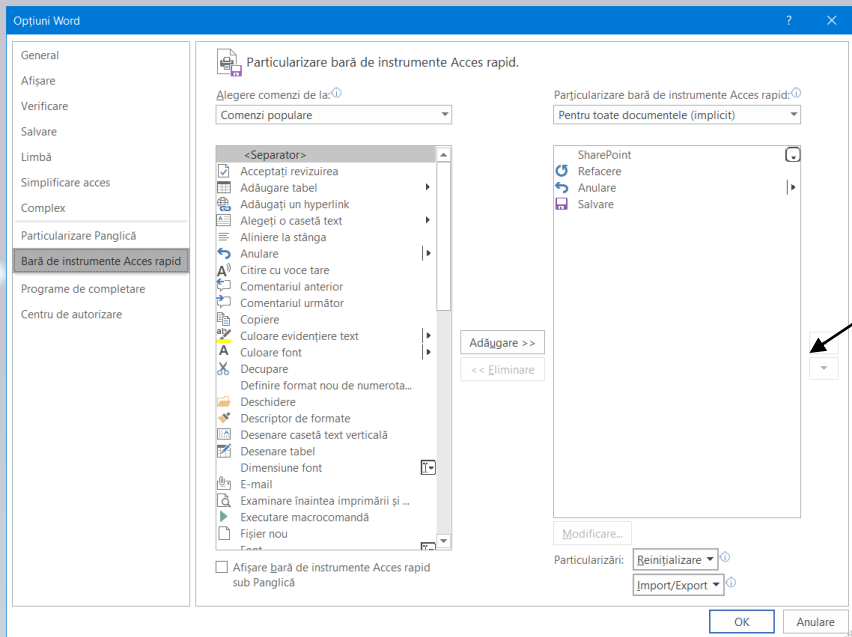 Opțiuni Word
?
General
Afișare
Verificare
Salvare
Limbă
Simplificare acces
Complex
Particularizare Panglică
Bară de instrumente Acces rapid
Programe de completare
Centru de autorizare
Particularizare bară de instrumente Acces rapid.
Alegere comenzi de la:
Comenzi populare
<Separator>
Acceptați revizuirea
Adăugare tabel
Adăugați un hyperlink
Alegeți o casetă text
Aliniere la stânga
Anulare
Citire cu voce tare
Comentariul anterior
Comentariul următor
Copiere
Culoare evidențiere text
Culoare font
Decupare
Definire format nou de numerota...
Deschidere
Descriptor de formate
Desenare casetă text verticală
Desenare tabel
Dimensiune font
E-mail
Examinare înaintea imprimării și ...
Executare macrocomandă
Fișier nou
Font
Afișare bară de instrumente Acces rapid
sub Panglică
Adăugare >>
<< Eliminare
Particularizare bară de instrumente Acces rapid:
Pentru toate documentele (implicit)
SharePoint
Refacere
Anulare
Salvare
Modificare...
Particularizări:
Reinițializare
Import/Export
OK
Anulare